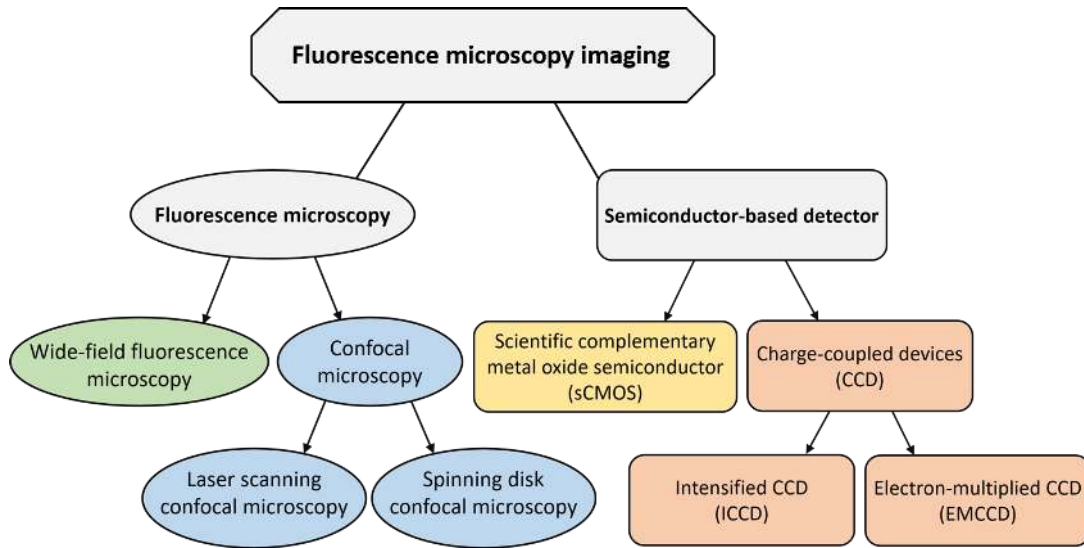 Fluorescence microscopy imaging
Fluorescence microscopy
Semiconductor-based detector
Wide-field fluorescence
microscopy
Confocal
microscopy
Scientific complementary
metal oxide semiconductor
(sCMOS)
Charge-coupled devices
(CCD)
Laser scanning
confocal microscopy
Spinning disk
confocal microscopy
Intensified CCD
(ICCD)
Electron-multiplied CCD
(EMCCD)